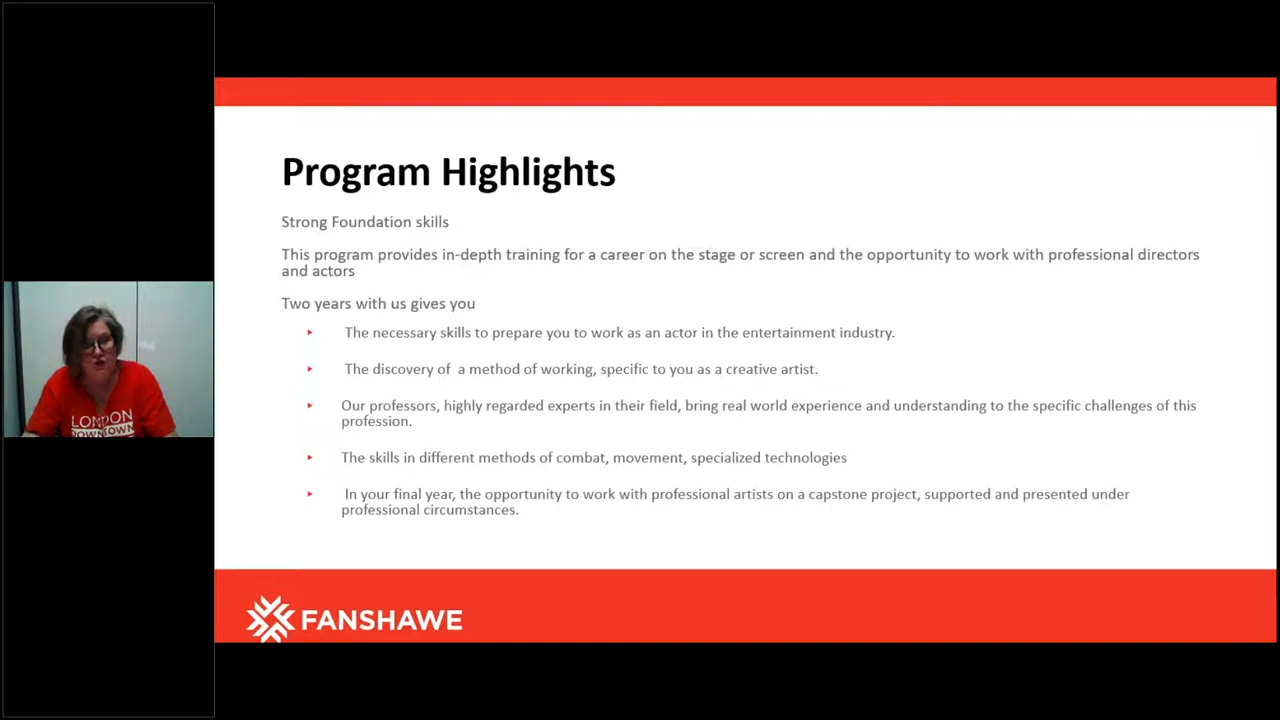 Program Highlights
Strong Foundation skills
This program provides in-depth training for a career on the stage or screen and the opportunity to work with professional directors
and actors
Two years with us gives you
The necessary skills to prepare you to work as an actor in the entertainment industry.
The discovery of  a method of working, specific to you as a creative artist.
Our professors, highly regarded experts in their field, bring real world experience and understanding to the specific challenges of this
profession.
The skills in different methods of combat, movement, specialized technologies
In your final year, the opportunity to work with professional artists on a capstone project, supported and presented under
professional circumstances.
LONDON
DOWNTOWN
FANSHAWE